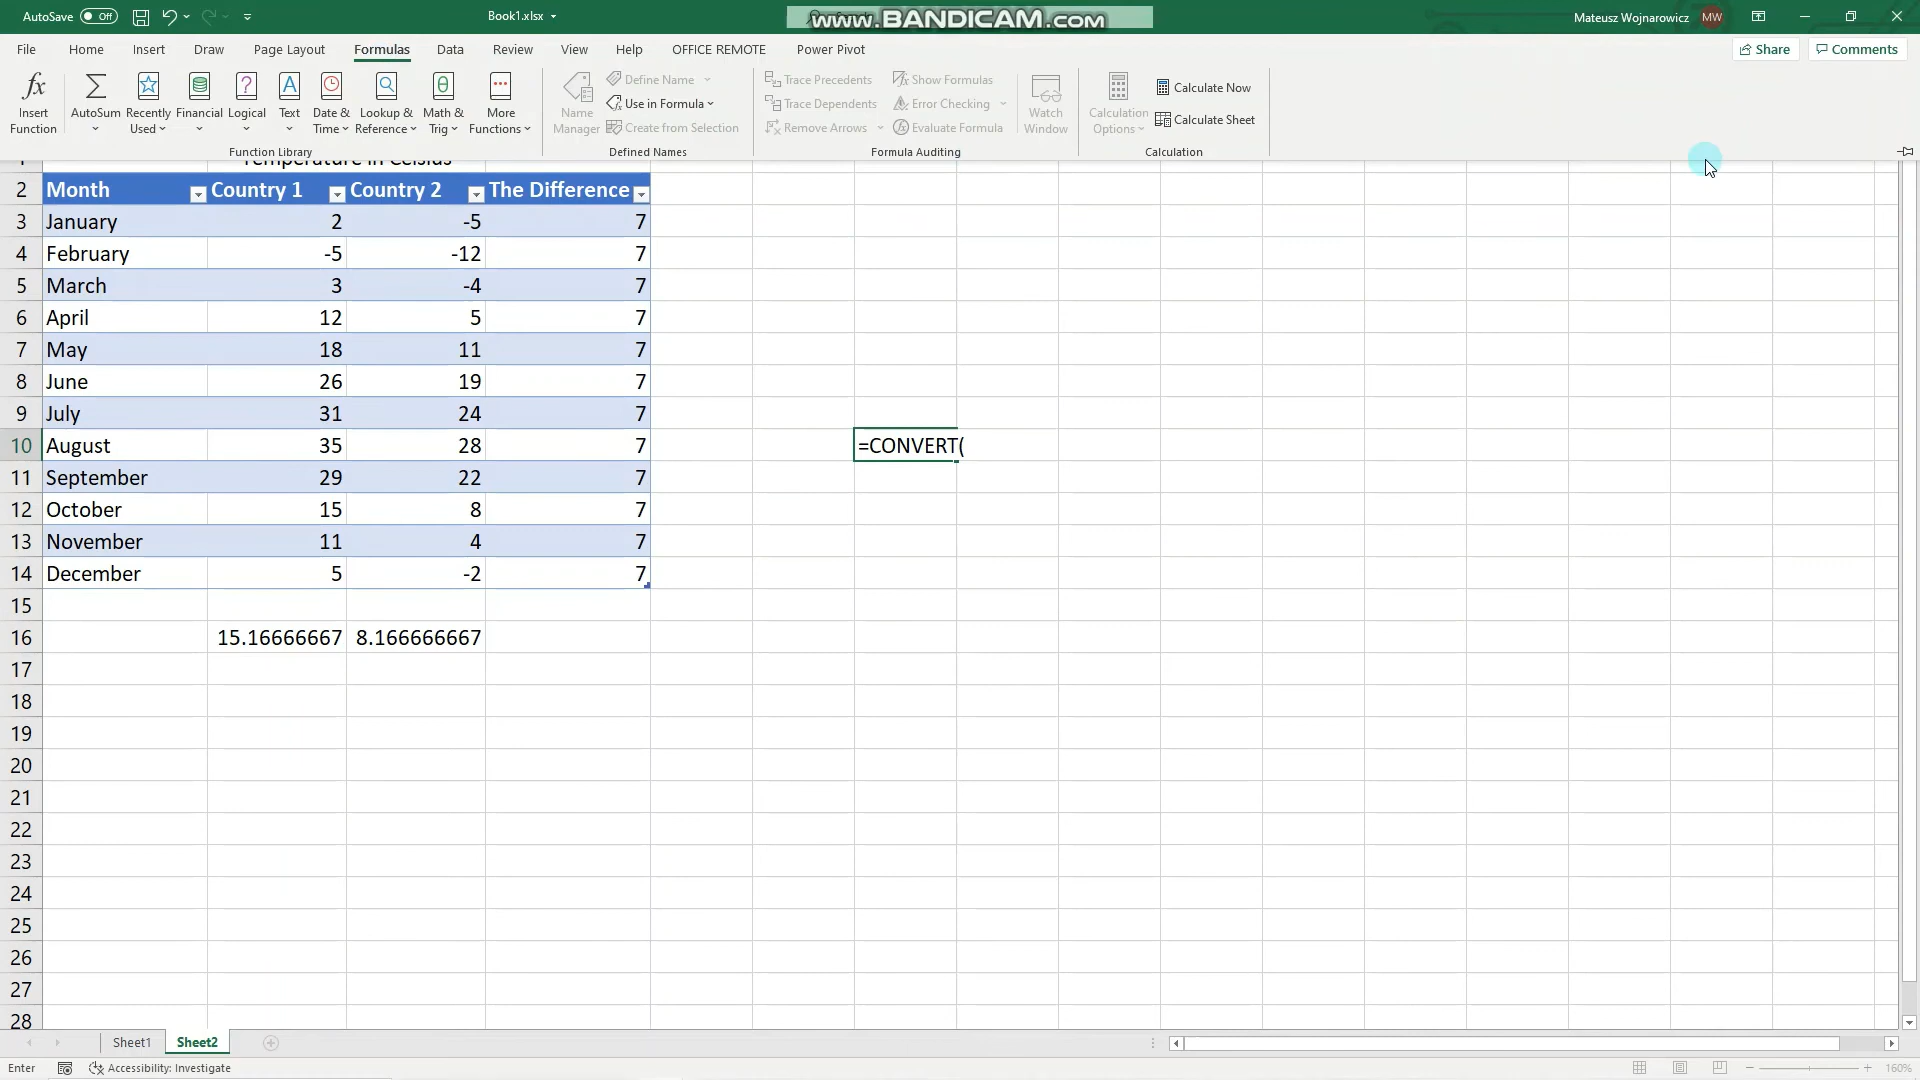 AutoSave Off Book1.xlsx WWW.BANDICAM.COM Mateusz Wojnarowicz MW
File Home Insert Draw Page Layout Formulas Data Review View Help OFFICE REMOTE Power Pivot Share Comments
fx Insert Function
AutoSum
Recently Used
Financial
Logical
Text
Date & Time
Lookup & Reference
Math & Trig
More Functions
Function Library
Name Manager
Define Name
Use in Formula
Create from Selection
Defined Names
Trace Precedents
Trace Dependents
Remove Arrows
Show Formulas
Error Checking
Evaluate Formula
Watch Window
Formula Auditing
Calculation Options
Calculate Now
Calculate Sheet
Calculation
Temperature in Celsius
2 Month Country 1 Country 2 The Difference
3 January 2 -5 7
4 February -5 -12 7
5 March 3 -4 7
6 April 12 5 7
7 May 18 11 7
8 June 26 19 7
9 July 31 24 7
10 August 35 28 7 =CONVERT(
11 September 29 22 7
12 October 15 8 7
13 November 11 4 7
14 December 5 -2 7
15
16 15.16666667 8.166666667
17
18
19
20
21
22
23
24
25
26
27
28
Sheet1 Sheet2
Enter Accessibility: Investigate 160%